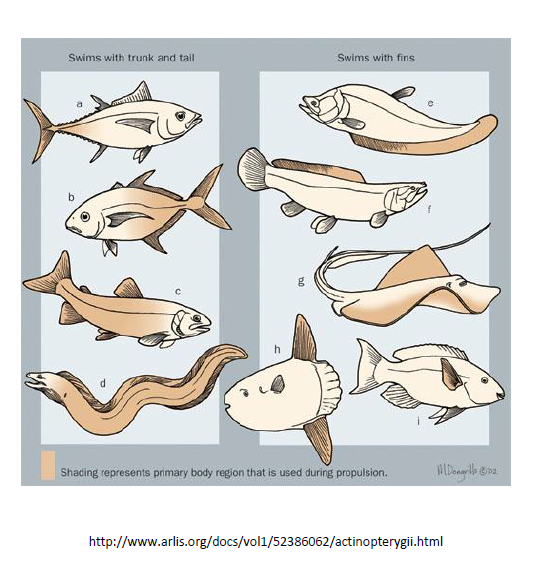 Swims with trunk and tail
Swims with fins
a
b
c
d
e
f
g
h
i
Shading represents primary body region that is used during propulsion.
http://www.arlis.org/docs/vol1/52386062/actinopterygii.html